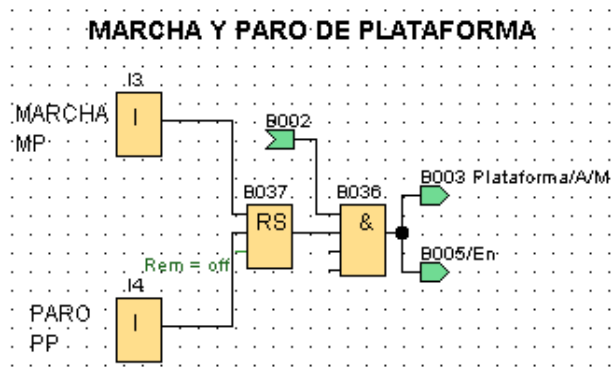 MARCHA Y PARO DE PLATAFORMA
I3
MARCHA
MP
I
B002
B003 Plataforma/A/M
B037
B036
RS
&
B005/En
Rem = off
I4
PARO
PP
I